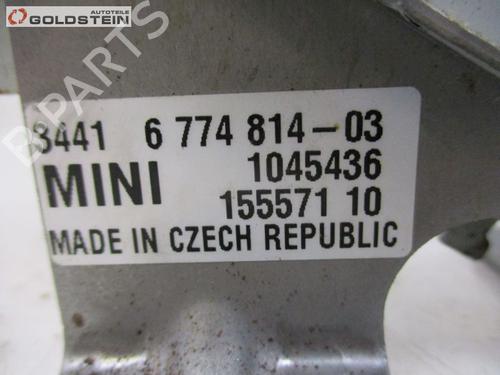 AUTOTEILE
GOLDSTEIN
B-PARTS
3441 6 774 814-03
MINI 1045436
155571 10
MADE IN CZECH REPUBLIC